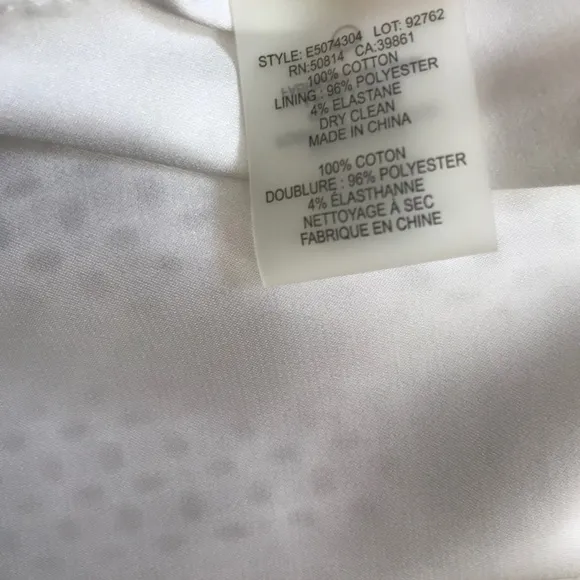 STYLE: E5074304 LOT: 92762
RN:50814 CA:39861
100% COTTON
LINING : 96% POLYESTER
4% ELASTANE
DRY CLEAN
MADE IN CHINA
100% COTON
DOUBLURE : 96% POLYESTER
4% ÉLASTHANNE
NETTOYAGE À SEC
FABRIQUE EN CHINE